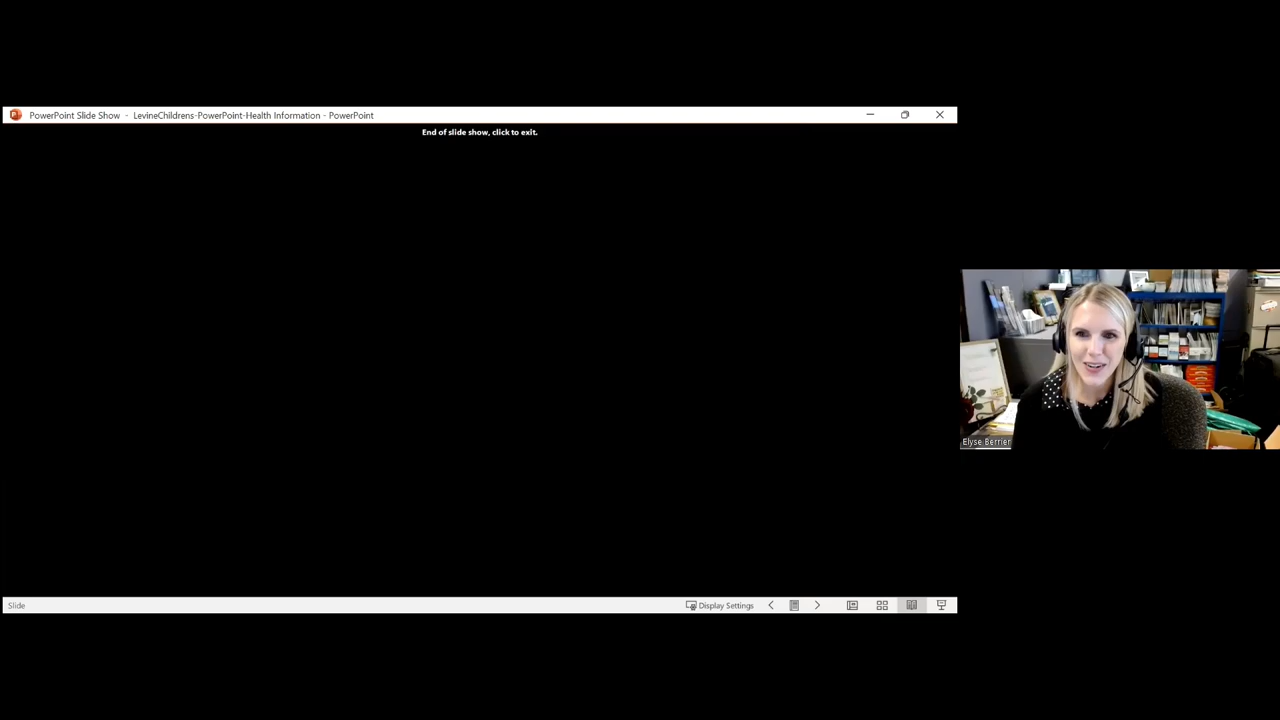 PowerPoint Slide Show - LevineChildrens-PowerPoint-Health Information - PowerPoint
End of slide show, click to exit.
Elyse Berrier
Slide
Display Settings